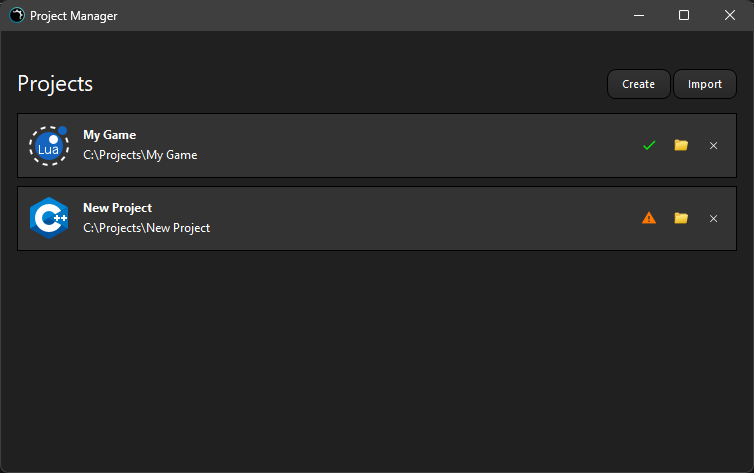 Project Manager
Projects
Create
Import
Lua
My Game
C:\Projects\My Game
C++
New Project
C:\Projects\New Project